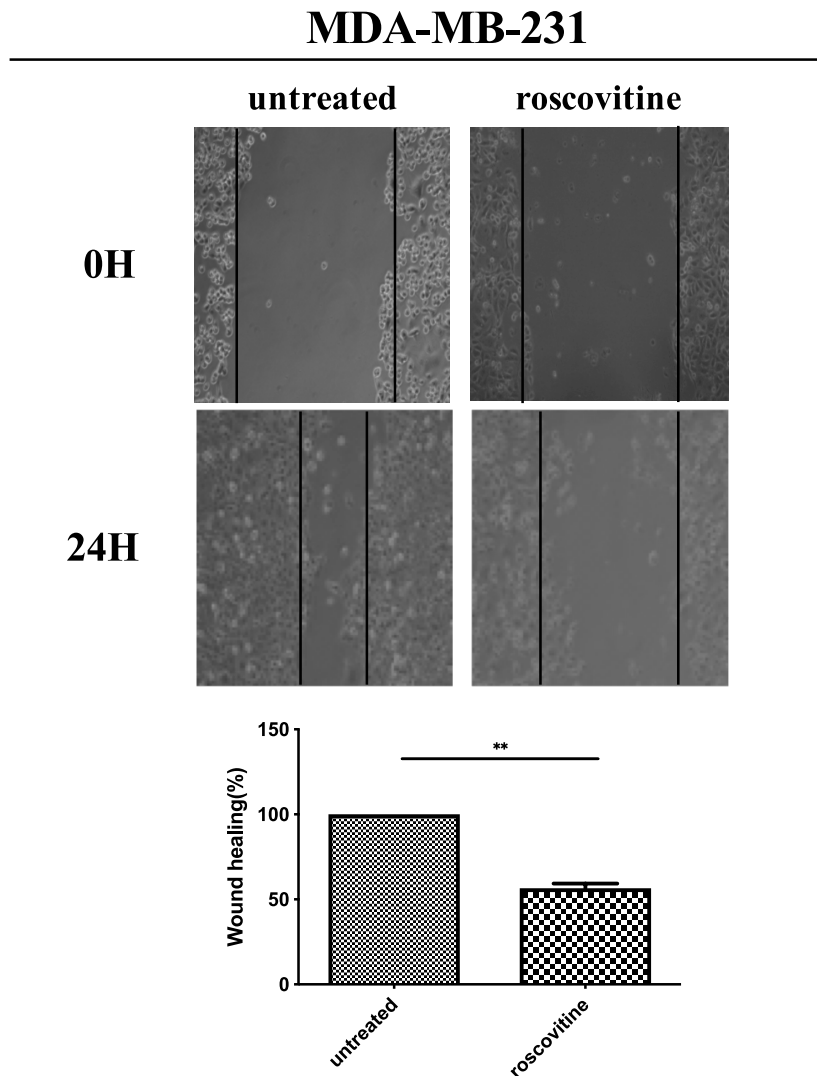 MDA-MB-231
untreated roscovitine
0H
24H
150
**
100
50
0
Wound healing(%)
untreated
roscovitine